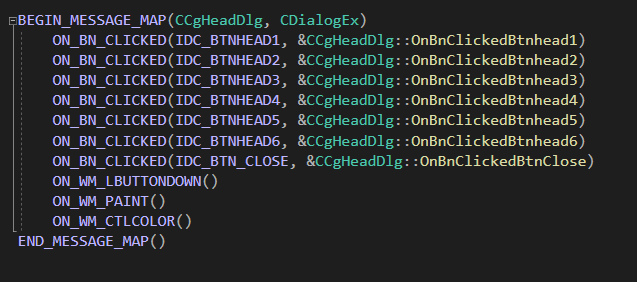 BEGIN_MESSAGE_MAP(CCgHeadDlg, CDialogEx)
ON_BN_CLICKED(IDC_BTNHEAD1, &CCgHeadDlg::OnBnClickedBtnhead1)
ON_BN_CLICKED(IDC_BTNHEAD2, &CCgHeadDlg::OnBnClickedBtnhead2)
ON_BN_CLICKED(IDC_BTNHEAD3, &CCgHeadDlg::OnBnClickedBtnhead3)
ON_BN_CLICKED(IDC_BTNHEAD4, &CCgHeadDlg::OnBnClickedBtnhead4)
ON_BN_CLICKED(IDC_BTNHEAD5, &CCgHeadDlg::OnBnClickedBtnhead5)
ON_BN_CLICKED(IDC_BTNHEAD6, &CCgHeadDlg::OnBnClickedBtnhead6)
ON_BN_CLICKED(IDC_BTN_CLOSE, &CCgHeadDlg::OnBnClickedBtnClose)
ON_WM_LBUTTONDOWN()
ON_WM_PAINT()
ON_WM_CTLCOLOR()
END_MESSAGE_MAP()